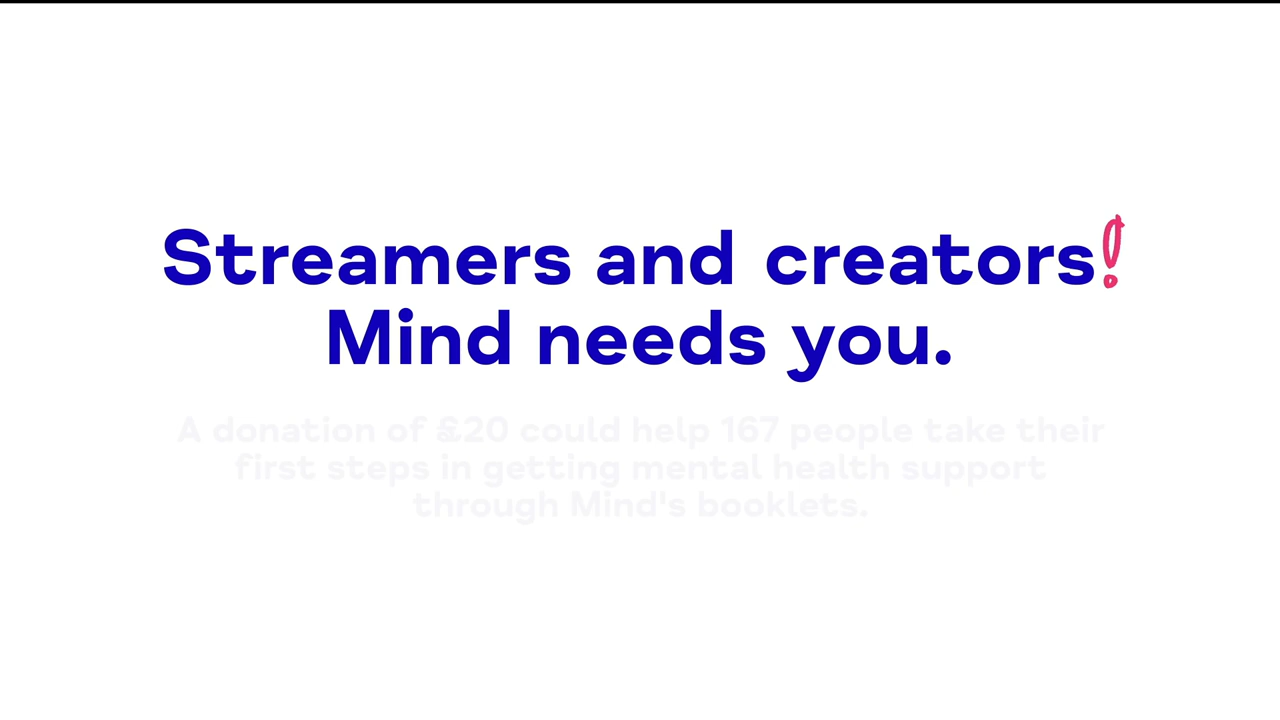 Streamers and creators!
Mind needs you.
A donation of £20 could help 167 people take their
first steps in getting mental health support
through Mind's booklets.